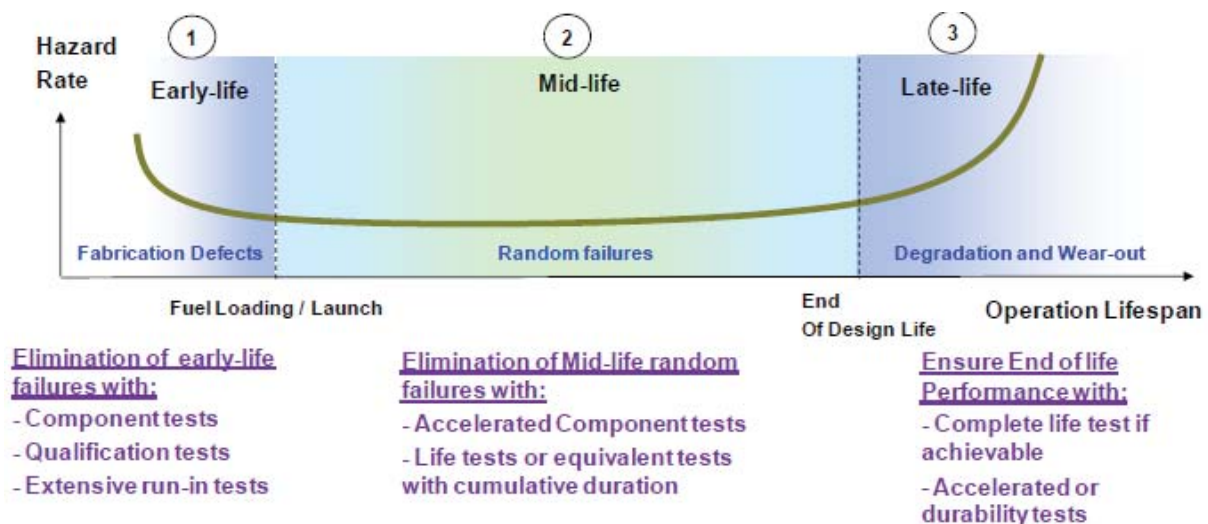 1
2
3
Hazard
Rate
Early-life
Mid-life
Late-life
Fabrication Defects
Random failures
Degradation and Wear-out
Fuel Loading / Launch
End
Of Design Life
Operation Lifespan
Elimination of early-life
failures with:
- Component tests
- Qualification tests
- Extensive run-in tests
Elimination of Mid-life random
failures with:
- Accelerated Component tests
- Life tests or equivalent tests
with cumulative duration
Ensure End of life
Performance with:
- Complete life test if
achievable
- Accelerated or
durability tests